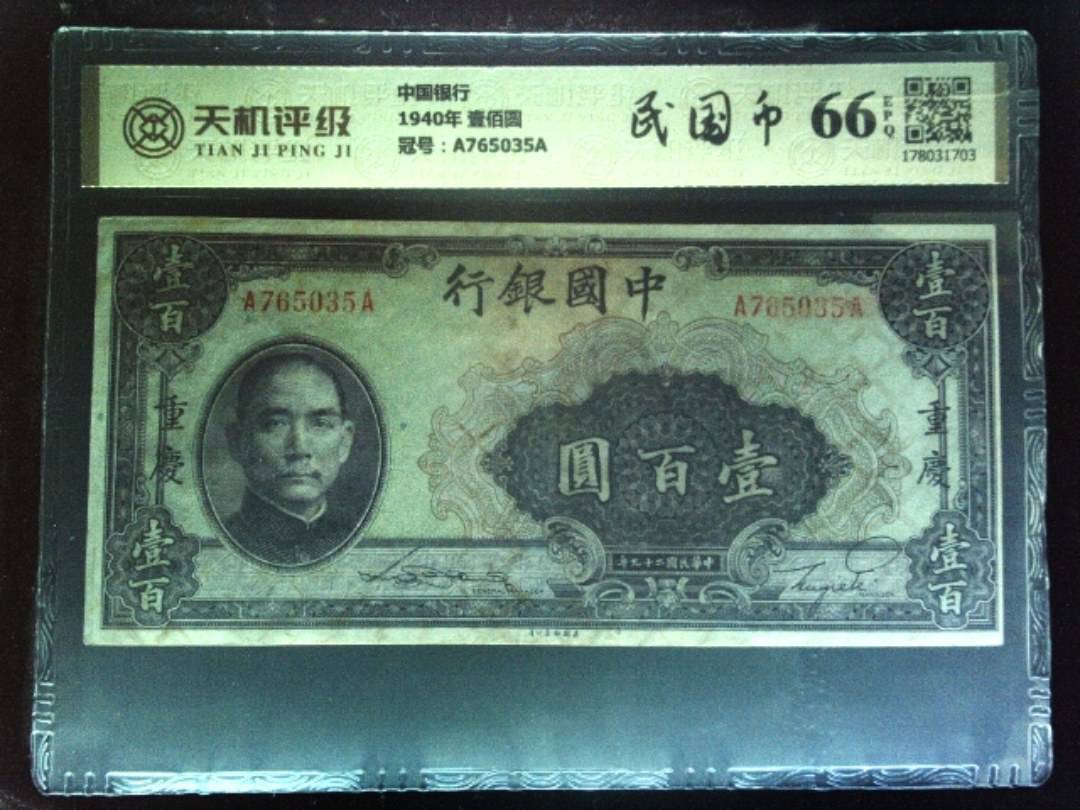 天机评级
TIAN JI PING JI
中国银行
1940年 壹佰圆
冠号：A765035A
民国币
66
EPQ
178031703
壹百
行銀國中
壹百
A765035A
A765035A
重慶
重慶
圓百壹
壹百
年九十二國民華中
壹百